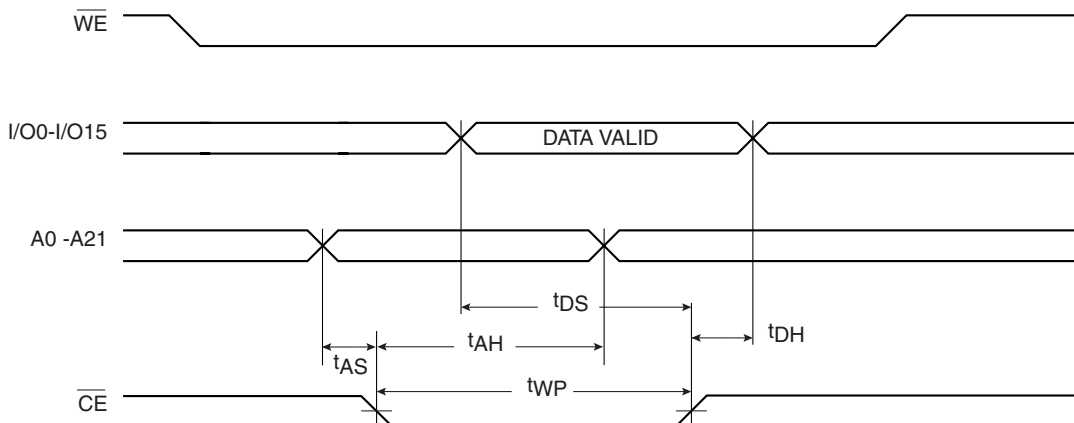 WE
I/O0-I/O15
DATA VALID
A0 -A21
tDS
tDH
tAH
tAS
tWP
CE